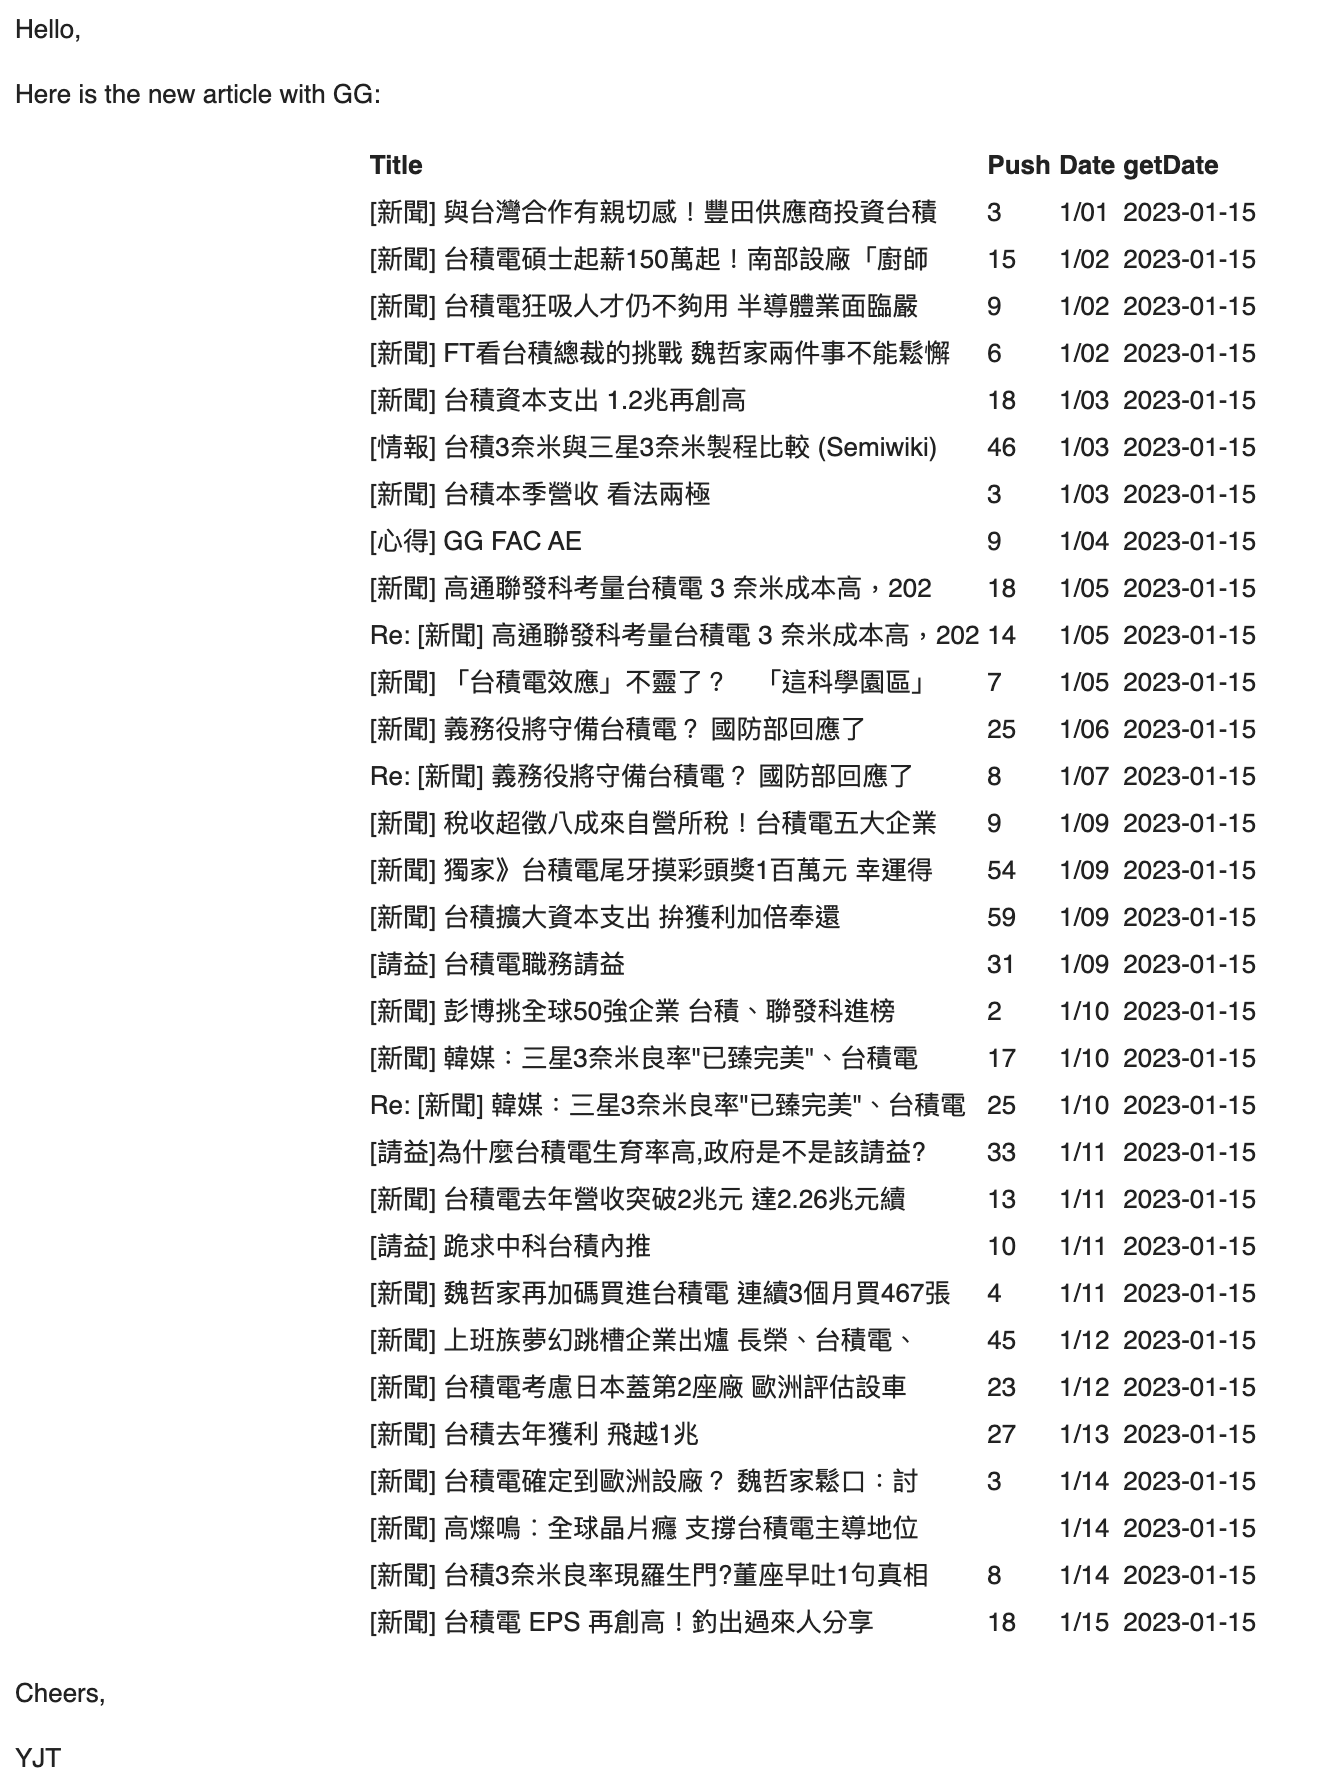 Hello,
Here is the new article with GG:
Title Push Date getDate
[新聞] 與台灣合作有親切感！豐田供應商投資台積 3 1/01 2023-01-15
[新聞] 台積電碩士起薪150萬起！南部設廠「廚師 15 1/02 2023-01-15
[新聞] 台積電狂吸人才仍不夠用 半導體業面臨嚴 9 1/02 2023-01-15
[新聞] FT看台積總裁的挑戰 魏哲家兩件事不能鬆懈 6 1/02 2023-01-15
[新聞] 台積資本支出 1.2兆再創高 18 1/03 2023-01-15
[情報] 台積3奈米與三星3奈米製程比較 (Semiwiki) 46 1/03 2023-01-15
[新聞] 台積本季營收 看法兩極 3 1/03 2023-01-15
[心得] GG FAC AE 9 1/04 2023-01-15
[新聞] 高通聯發科考量台積電 3 奈米成本高，202 18 1/05 2023-01-15
Re: [新聞] 高通聯發科考量台積電 3 奈米成本高，202 14 1/05 2023-01-15
[新聞] 「台積電效應」不靈了？　「這科學園區」 7 1/05 2023-01-15
[新聞] 義務役將守備台積電？ 國防部回應了 25 1/06 2023-01-15
Re: [新聞] 義務役將守備台積電？ 國防部回應了 8 1/07 2023-01-15
[新聞] 稅收超徵八成來自營所稅！台積電五大企業 9 1/09 2023-01-15
[新聞] 獨家》台積電尾牙摸彩頭獎1百萬元 幸運得 54 1/09 2023-01-15
[新聞] 台積擴大資本支出 拚獲利加倍奉還 59 1/09 2023-01-15
[請益] 台積電職務請益 31 1/09 2023-01-15
[新聞] 彭博挑全球50強企業 台積、聯發科進榜 2 1/10 2023-01-15
[新聞] 韓媒：三星3奈米良率"已臻完美"、台積電 17 1/10 2023-01-15
Re: [新聞] 韓媒：三星3奈米良率"已臻完美"、台積電 25 1/10 2023-01-15
[請益]為什麼台積電生育率高,政府是不是該請益? 33 1/11 2023-01-15
[新聞] 台積電去年營收突破2兆元 達2.26兆元續 13 1/11 2023-01-15
[請益] 跪求中科台積內推 10 1/11 2023-01-15
[新聞] 魏哲家再加碼買進台積電 連續3個月買467張 4 1/11 2023-01-15
[新聞] 上班族夢幻跳槽企業出爐 長榮、台積電、 45 1/12 2023-01-15
[新聞] 台積電考慮日本蓋第2座廠 歐洲評估設車 23 1/12 2023-01-15
[新聞] 台積去年獲利 飛越1兆 27 1/13 2023-01-15
[新聞] 台積電確定到歐洲設廠？ 魏哲家鬆口：討 3 1/14 2023-01-15
[新聞] 高燦鳴：全球晶片癮 支撐台積電主導地位 1/14 2023-01-15
[新聞] 台積3奈米良率現羅生門?董座早吐1句真相 8 1/14 2023-01-15
[新聞] 台積電 EPS 再創高！釣出過來人分享 18 1/15 2023-01-15
Cheers,
YJT